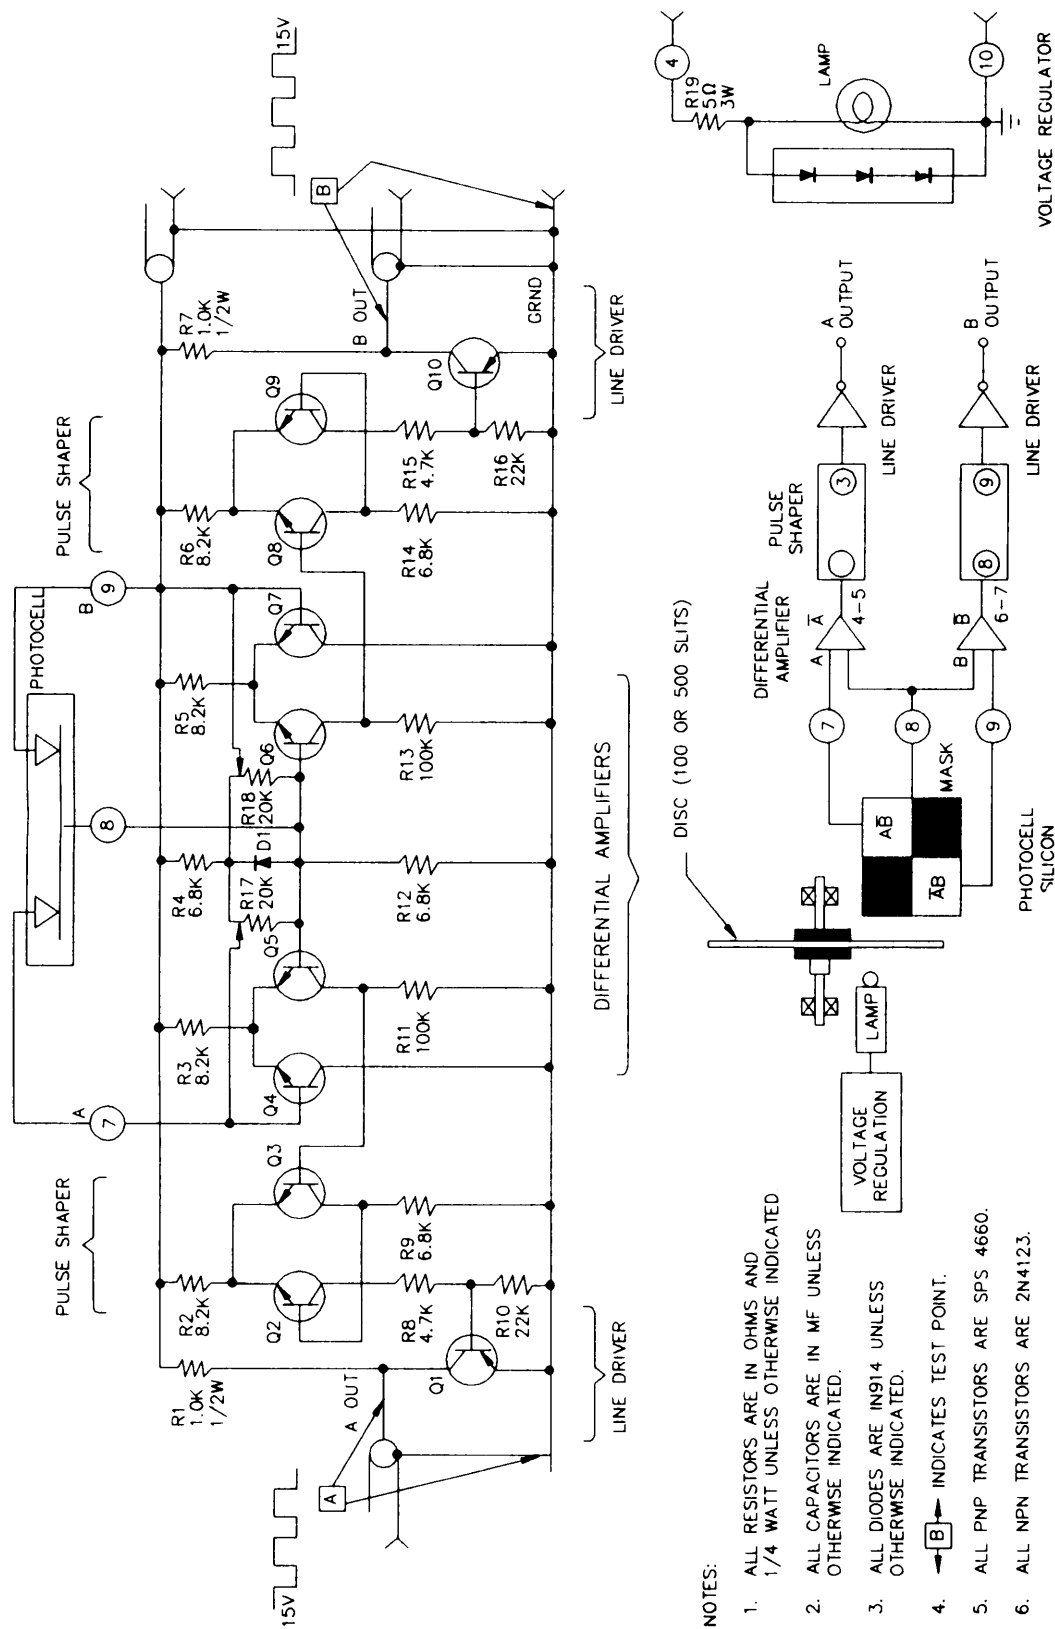 15V
15V
PULSE SHAPER
PHOTOCELL
PULSE SHAPER
A
7
8
B
9
R1
1.0K
1/2W
R2
8.2K
R3
8.2K
R4
6.8K
R5
8.2K
R6
8.2K
R7
1.0K
1/2W
Q2
Q3
Q4
Q5
R17
20K
D1
R18
20K
Q6
Q7
Q8
Q9
A
A OUT
Q1
R8
4.7K
R9
6.8K
R10
22K
R11
100K
R12
6.8K
R13
100K
R14
6.8K
R15
4.7K
R16
22K
Q10
B OUT
B
GRND
LINE DRIVER
DIFFERENTIAL AMPLIFIERS
LINE DRIVER
NOTES:
1. ALL RESISTORS ARE IN OHMS AND
1/4 WATT UNLESS OTHERWISE INDICATED
2. ALL CAPACITORS ARE IN MF UNLESS
OTHERWISE INDICATED.
3. ALL DIODES ARE IN914 UNLESS
OTHERWISE INDICATED.
4. B INDICATES TEST POINT.
5. ALL PNP TRANSISTORS ARE SPS 4660.
6. ALL NPN TRANSISTORS ARE 2N4123.
DISC (100 OR 500 SLITS)
VOLTAGE
REGULATION
LAMP
AB̅
A̅B
MASK
PHOTOCELL
SILICON
7
8
9
DIFFERENTIAL
AMPLIFIER
A
A̅
4-5
B
B̅
6-7
PULSE
SHAPER
3
8
9
LINE DRIVER
LINE DRIVER
A
OUTPUT
B
OUTPUT
4
R19
5Ω
3W
LAMP
10
VOLTAGE REGULATOR